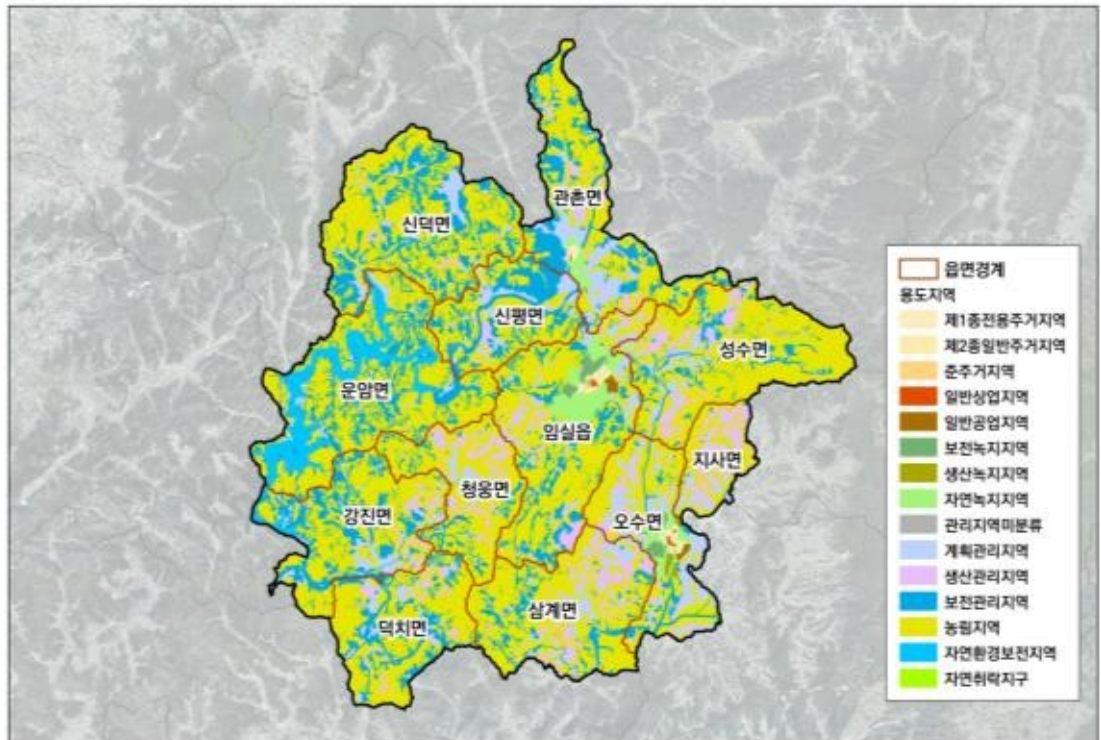 관촌면
신덕면
신평면
성수면
운암면
임실읍
지사면
청웅면
강진면
오수면
삼계면
덕치면
읍면경계
용도지역
제1종전용주거지역
제2종일반주거지역
준주거지역
일반상업지역
일반공업지역
보전녹지지역
생산녹지지역
자연녹지지역
관리지역미분류
계획관리지역
생산관리지역
보전관리지역
농림지역
자연환경보전지역
자연취락지구